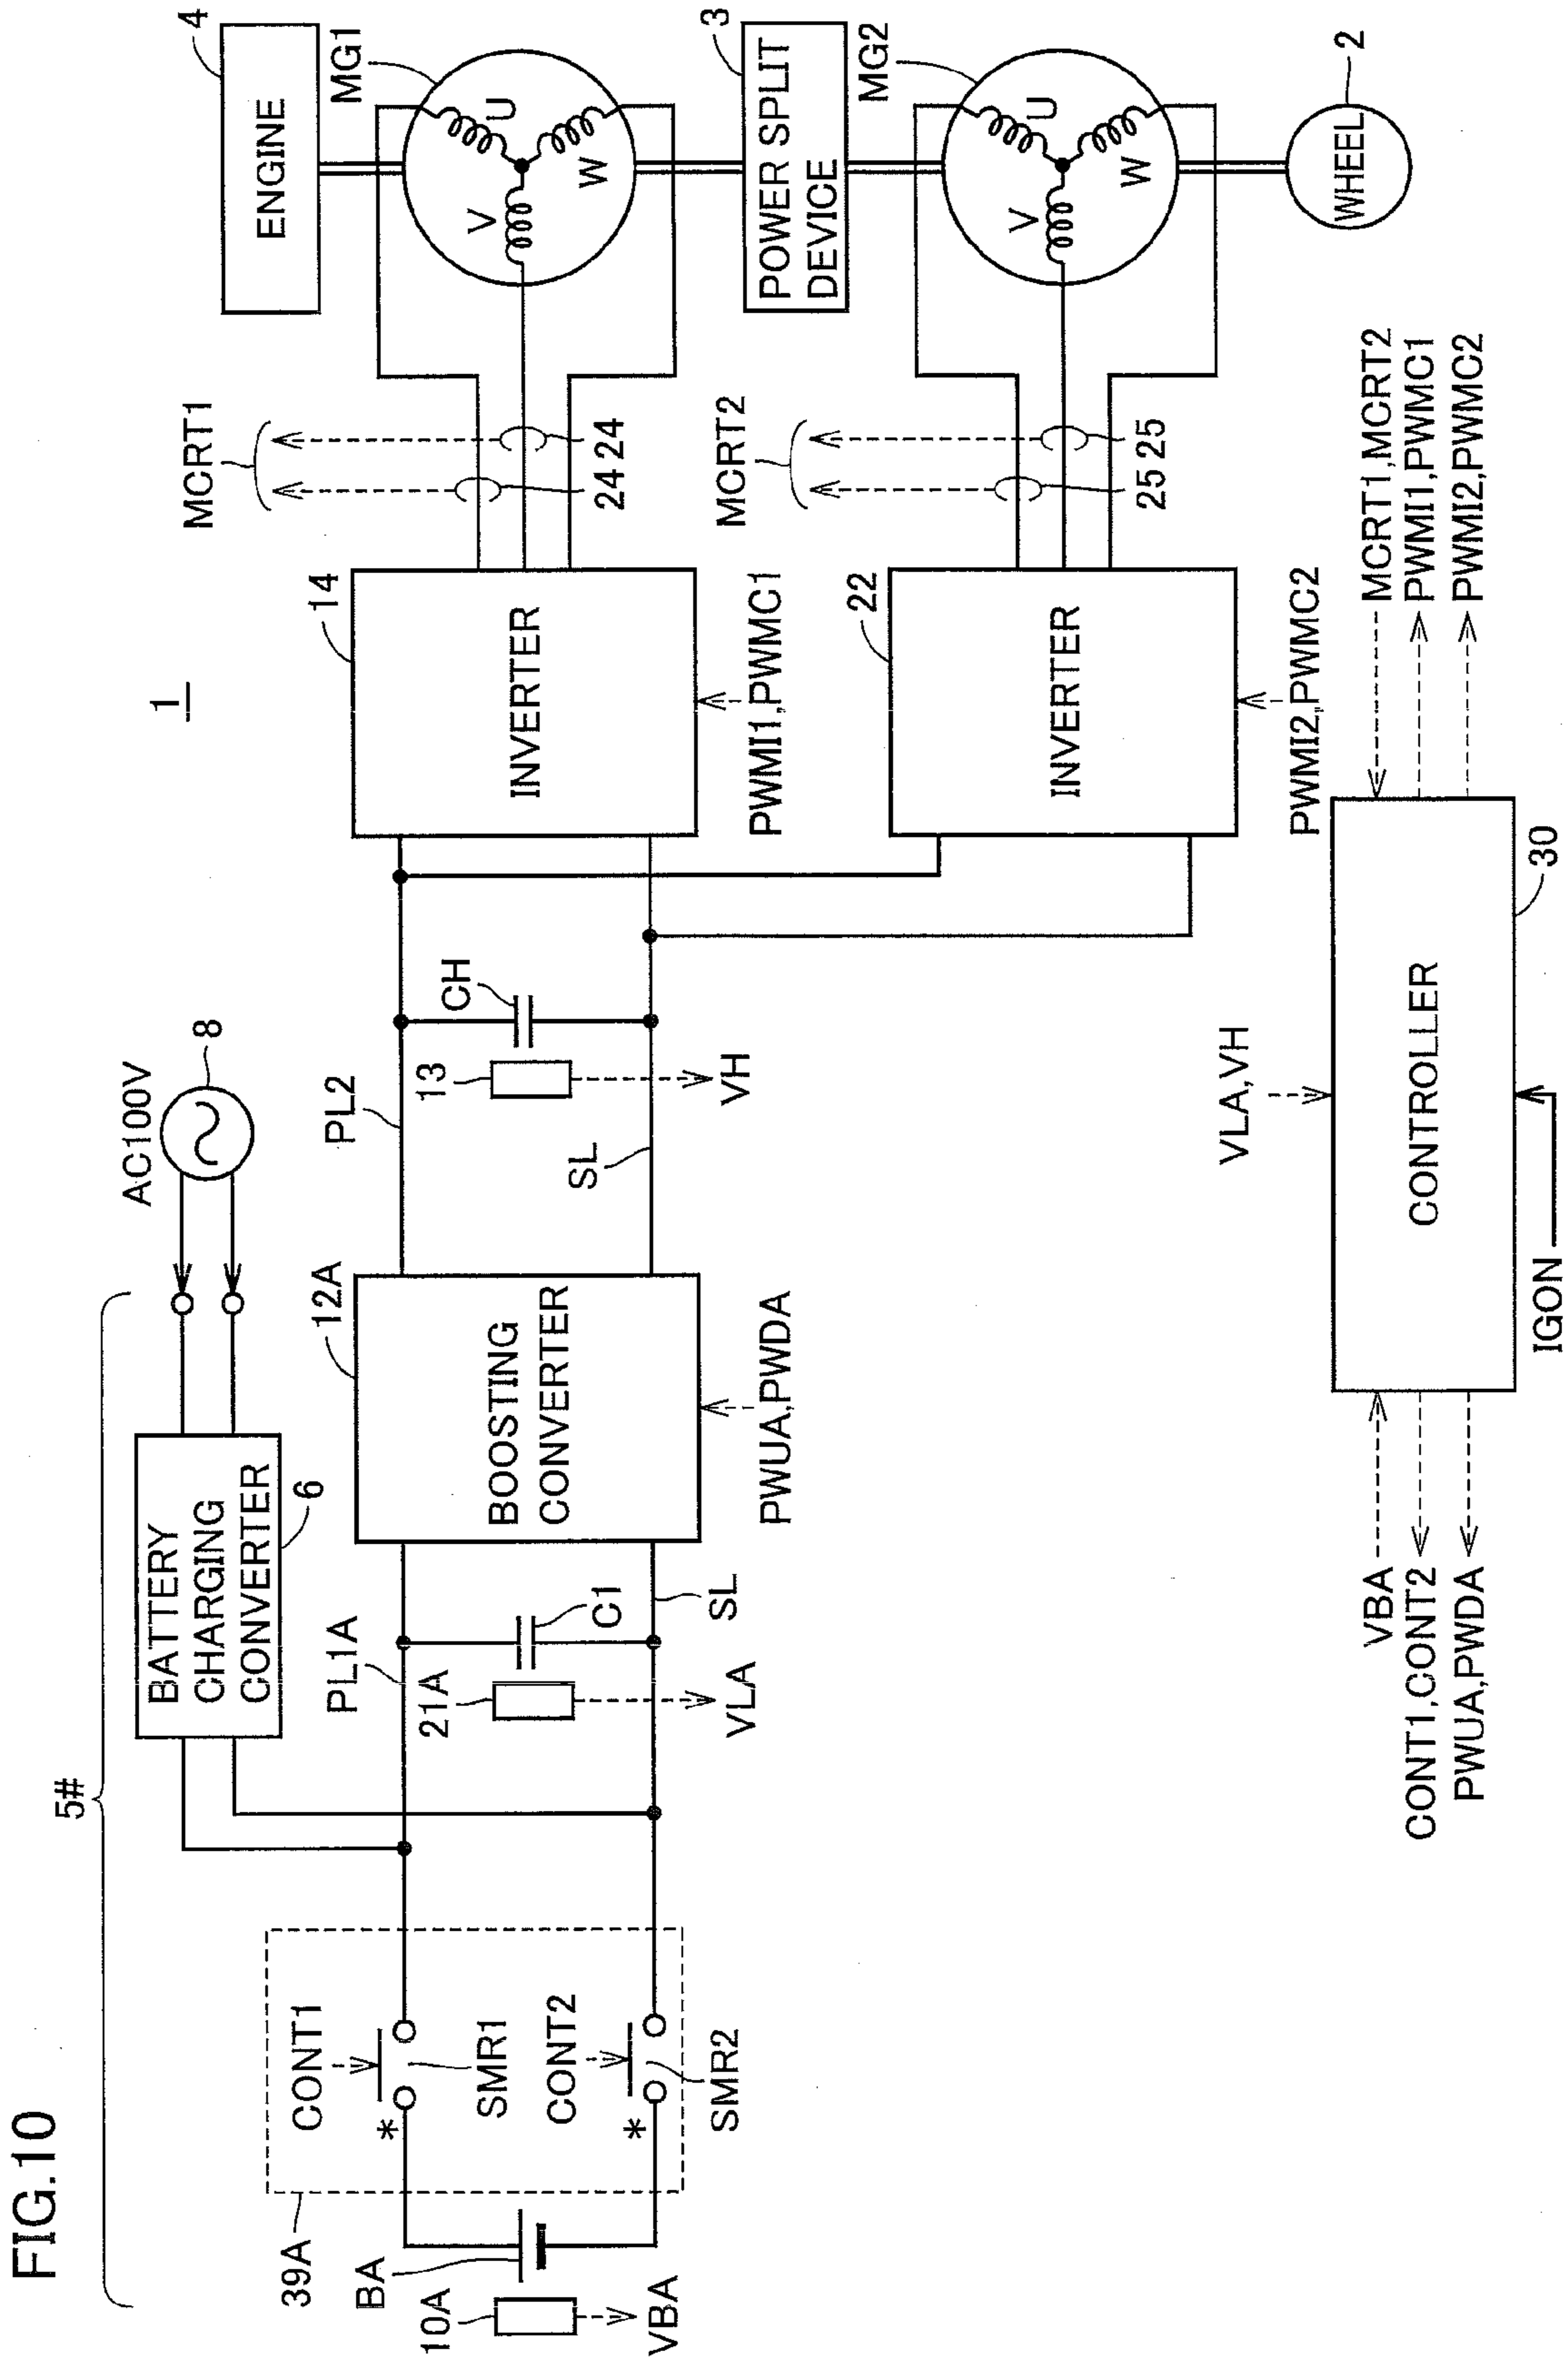 FIG.10
1
5#
BATTERY
CHARGING
CONVERTER
6
AC100V
8
39A
BA
10A
VBA
CONT1
SMR1
CONT2
SMR2
*
*
PL1A
21A
VLA
C1
SL
12A
BOOSTING
CONVERTER
PWUA,PWDA
PL2
SL
13
VH
CH
14
INVERTER
PWMI1,PWMC1
22
INVERTER
PWMI2,PWMC2
MCRT1
24
24
MCRT2
25
25
4
ENGINE
MG1
U
V
W
3
POWER SPLIT
DEVICE
MG2
U
V
W
WHEEL
2
VBA
CONT1,CONT2
PWUA,PWDA
VLA,VH
CONTROLLER
IGON
30
MCRT1,MCRT2
PWMI1,PWMC1
PWMI2,PWMC2